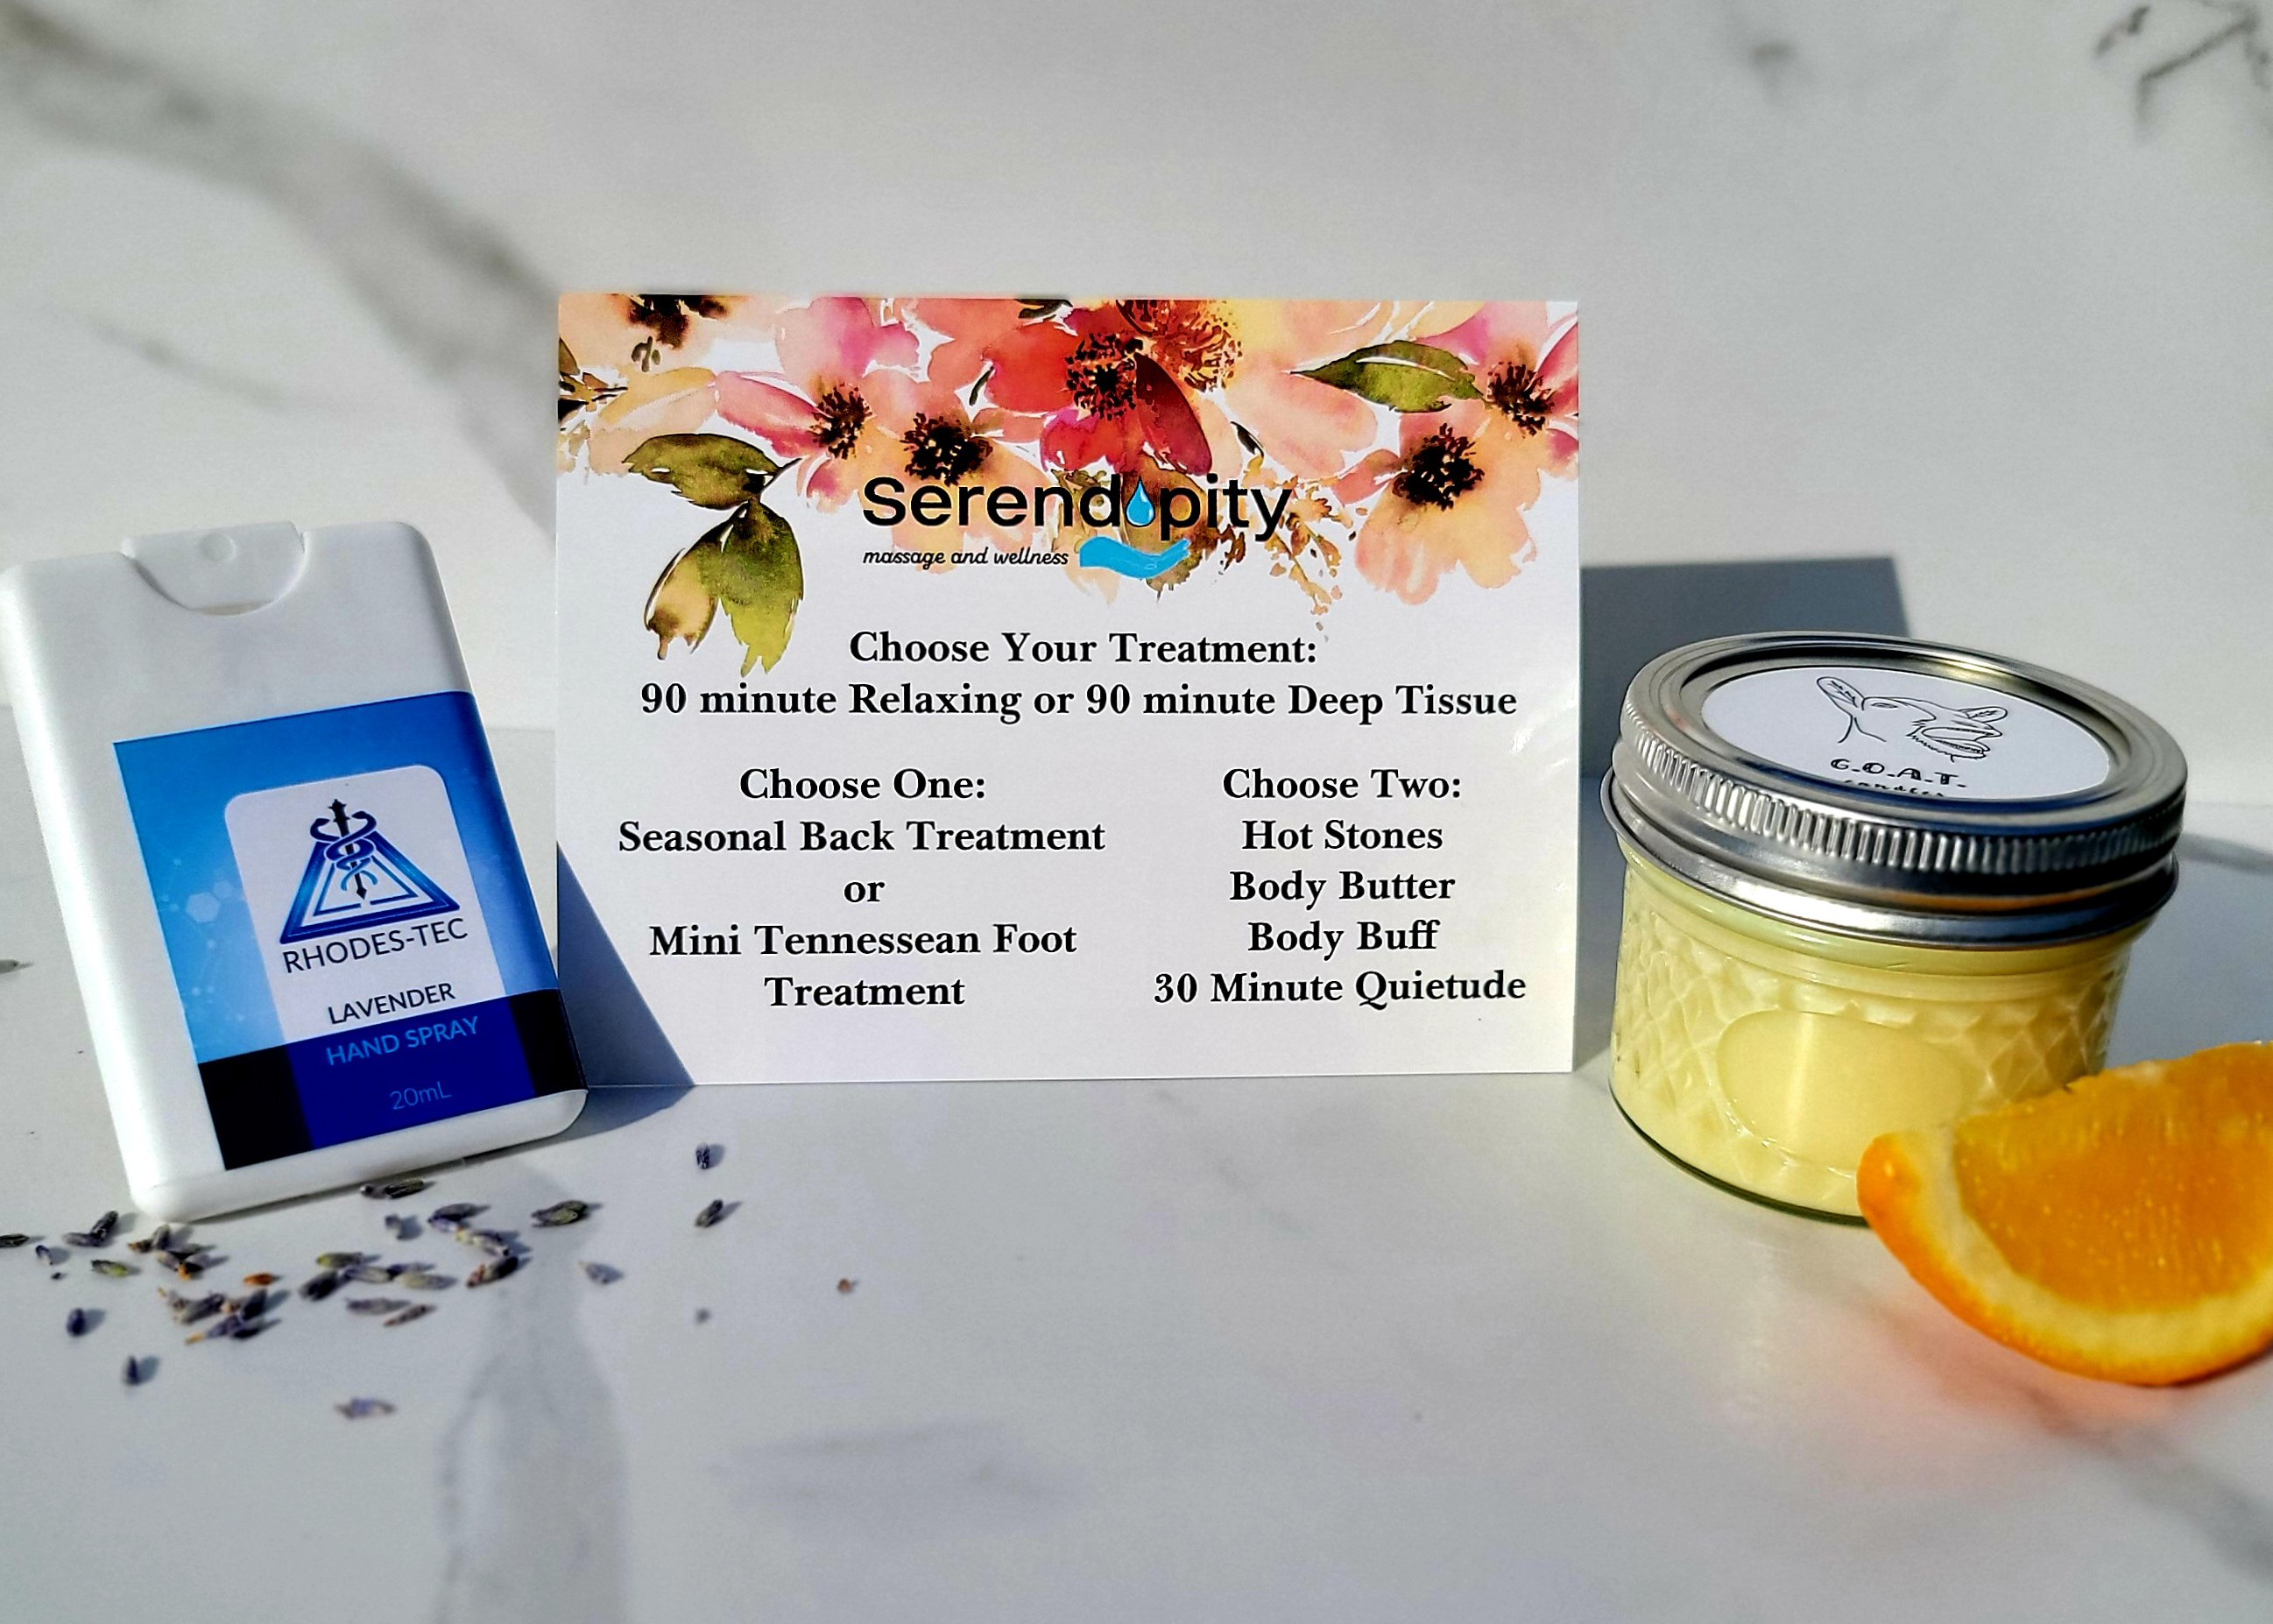 Serendipity
massage and wellness
Choose Your Treatment:
90 minute Relaxing or 90 minute Deep Tissue
Choose One:
Seasonal Back Treatment
or
Mini Tennessean Foot
Treatment
Choose Two:
Hot Stones
Body Butter
Body Buff
30 Minute Quietude
RHODES-TEC
LAVENDER
HAND SPRAY
20mL
G.O.A.T.
candles